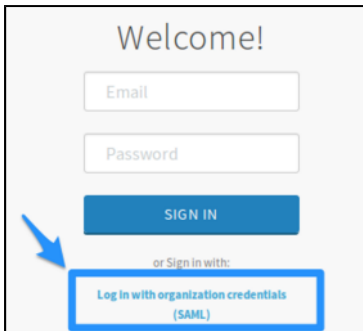 Welcome!
Email
Password
SIGN IN
or Sign in with:
Log in with organization credentials
(SAML)